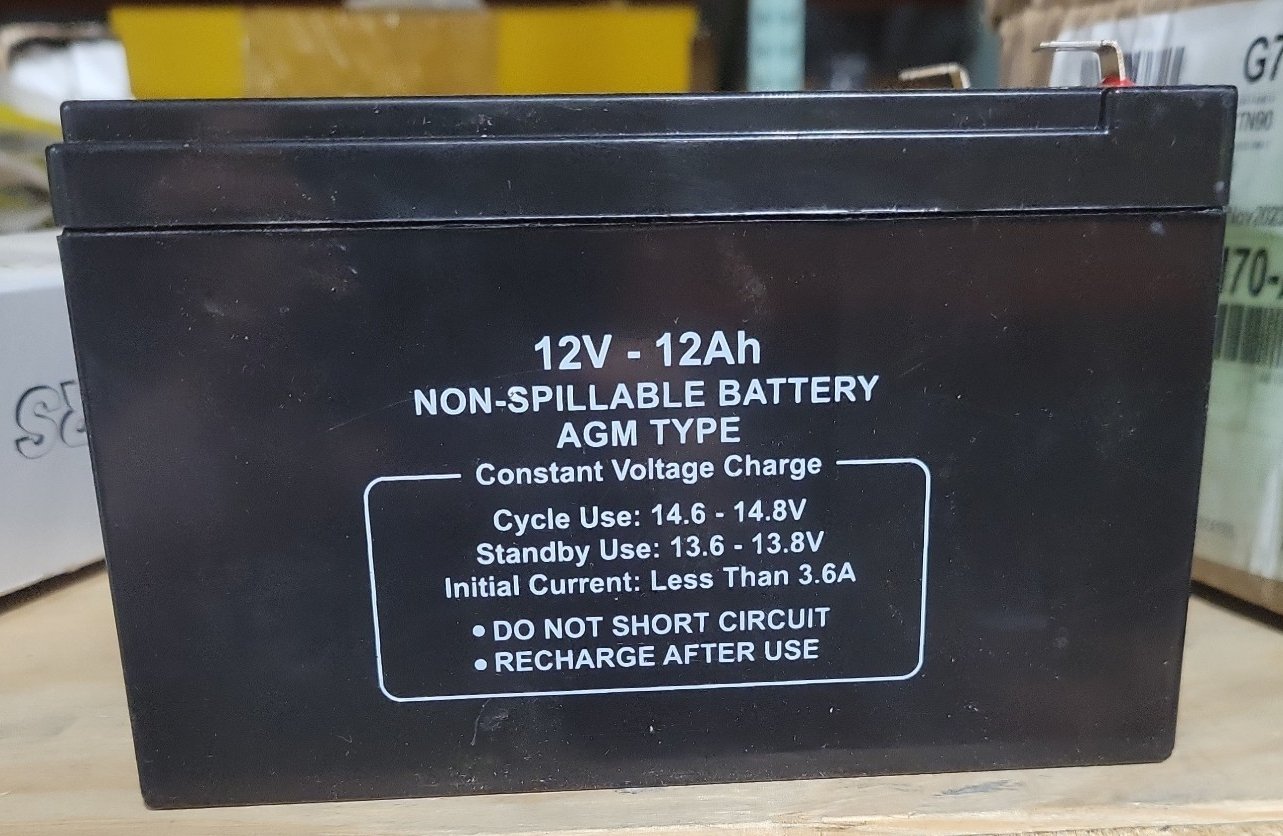 12V - 12Ah
NON-SPILLABLE BATTERY
AGM TYPE
Constant Voltage Charge
Cycle Use: 14.6 - 14.8V
Standby Use: 13.6 - 13.8V
Initial Current: Less Than 3.6A
• DO NOT SHORT CIRCUIT
• RECHARGE AFTER USE
G7